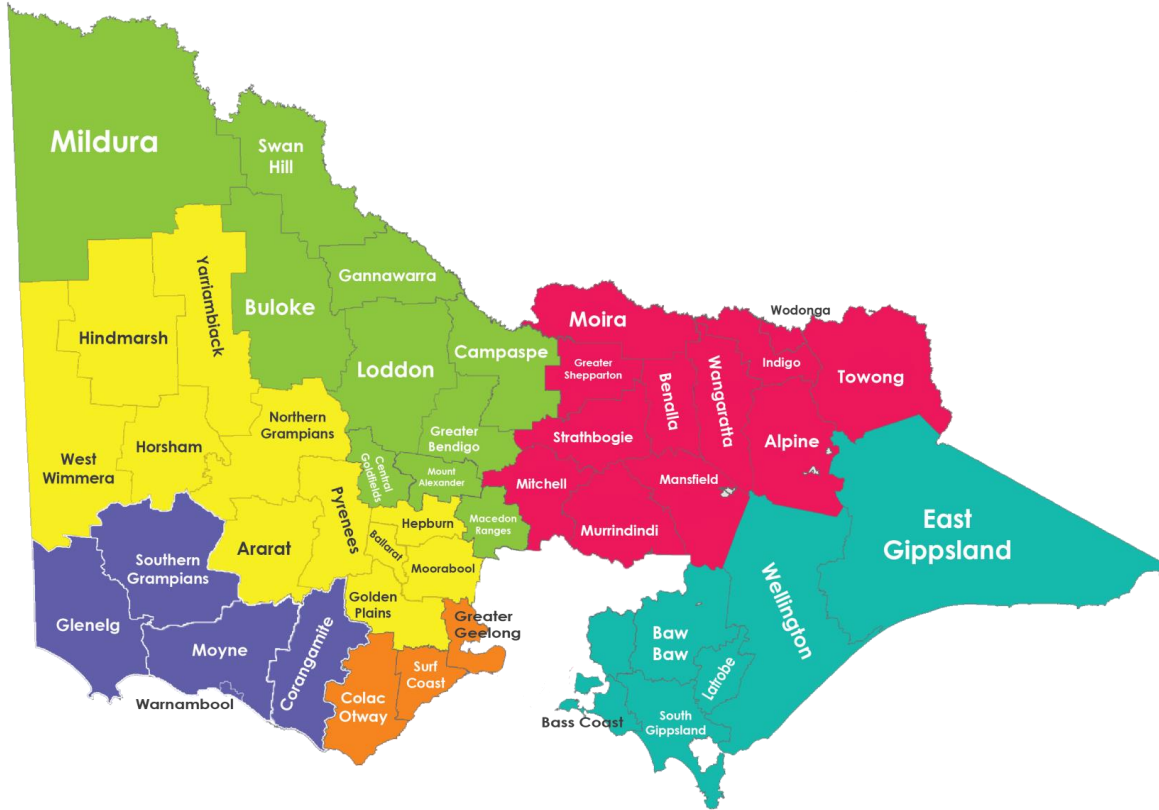 Mildura
Swan
Hill
Gannawarra
Buloke
Yarriambiack
Hindmarsh
Loddon
Campaspe
Moira
Wodonga
Greater
Shepparton
Benalla
Wangaratta
Indigo
Towong
Northern
Grampians
Greater
Bendigo
Strathbogie
Alpine
Horsham
West
Wimmera
Central
Goldfields
Mount
Alexander
Mitchell
Mansfield
Pyrenees
Hepburn
Macedon
Ranges
Murrindindi
East
Gippsland
Ararat
Ballarat
Moorabool
Southern
Grampians
Golden
Plains
Wellington
Glenelg
Moyne
Corangamite
Greater
Geelong
Baw
Baw
Latrobe
Surf
Coast
Colac
Otway
Warnambool
Bass Coast
South
Gippsland